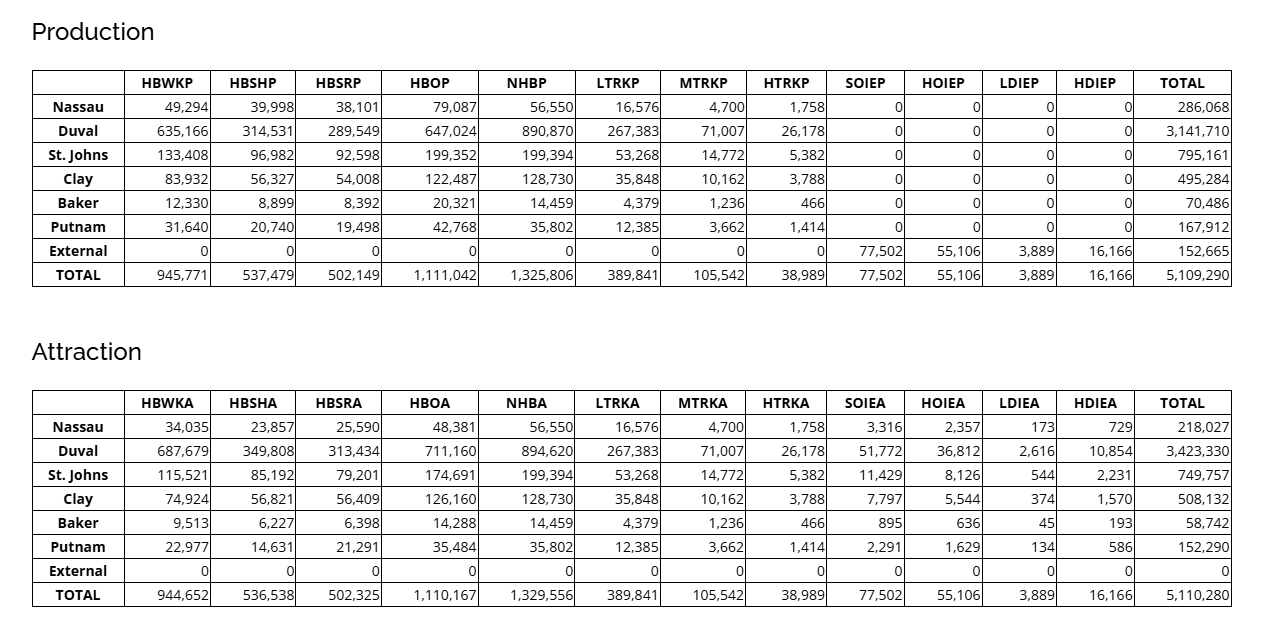 Production
HBWKP HBSHP HBSRP HBOP NHBP LTRKP MTRKP HTRKP SOIEP HOIEP LDIEP HDIEP TOTAL
Nassau 49,294 39,998 38,101 79,087 56,550 16,576 4,700 1,758 0 0 0 0 286,068
Duval 635,166 314,531 289,549 647,024 890,870 267,383 71,007 26,178 0 0 0 0 3,141,710
St. Johns 133,408 96,982 92,598 199,352 199,394 53,268 14,772 5,382 0 0 0 0 795,161
Clay 83,932 56,327 54,008 122,487 128,730 35,848 10,162 3,788 0 0 0 0 495,284
Baker 12,330 8,899 8,392 20,321 14,459 4,379 1,236 466 0 0 0 0 70,486
Putnam 31,640 20,740 19,498 42,768 35,802 12,385 3,662 1,414 0 0 0 0 167,912
External 0 0 0 0 0 0 0 0 77,502 55,106 3,889 16,166 152,665
TOTAL 945,771 537,479 502,149 1,111,042 1,325,806 389,841 105,542 38,989 77,502 55,106 3,889 16,166 5,109,290
Attraction
HBWKA HBSHA HBSRA HBOA NHBA LTRKA MTRKA HTRKA SOIEA HOIEA LDIEA HDIEA TOTAL
Nassau 34,035 23,857 25,590 48,381 56,550 16,576 4,700 1,758 3,316 2,357 173 729 218,027
Duval 687,679 349,808 313,434 711,160 894,620 267,383 71,007 26,178 51,772 36,812 2,616 10,854 3,423,330
St. Johns 115,521 85,192 79,201 174,691 199,394 53,268 14,772 5,382 11,429 8,126 544 2,231 749,757
Clay 74,924 56,821 56,409 126,160 128,730 35,848 10,162 3,788 7,797 5,544 374 1,570 508,132
Baker 9,513 6,227 6,398 14,288 14,459 4,379 1,236 466 895 636 45 193 58,742
Putnam 22,977 14,631 21,291 35,484 35,802 12,385 3,662 1,414 2,291 1,629 134 586 152,290
External 0 0 0 0 0 0 0 0 0 0 0 0 0
TOTAL 944,652 536,538 502,325 1,110,167 1,329,556 389,841 105,542 38,989 77,502 55,106 3,889 16,166 5,110,280